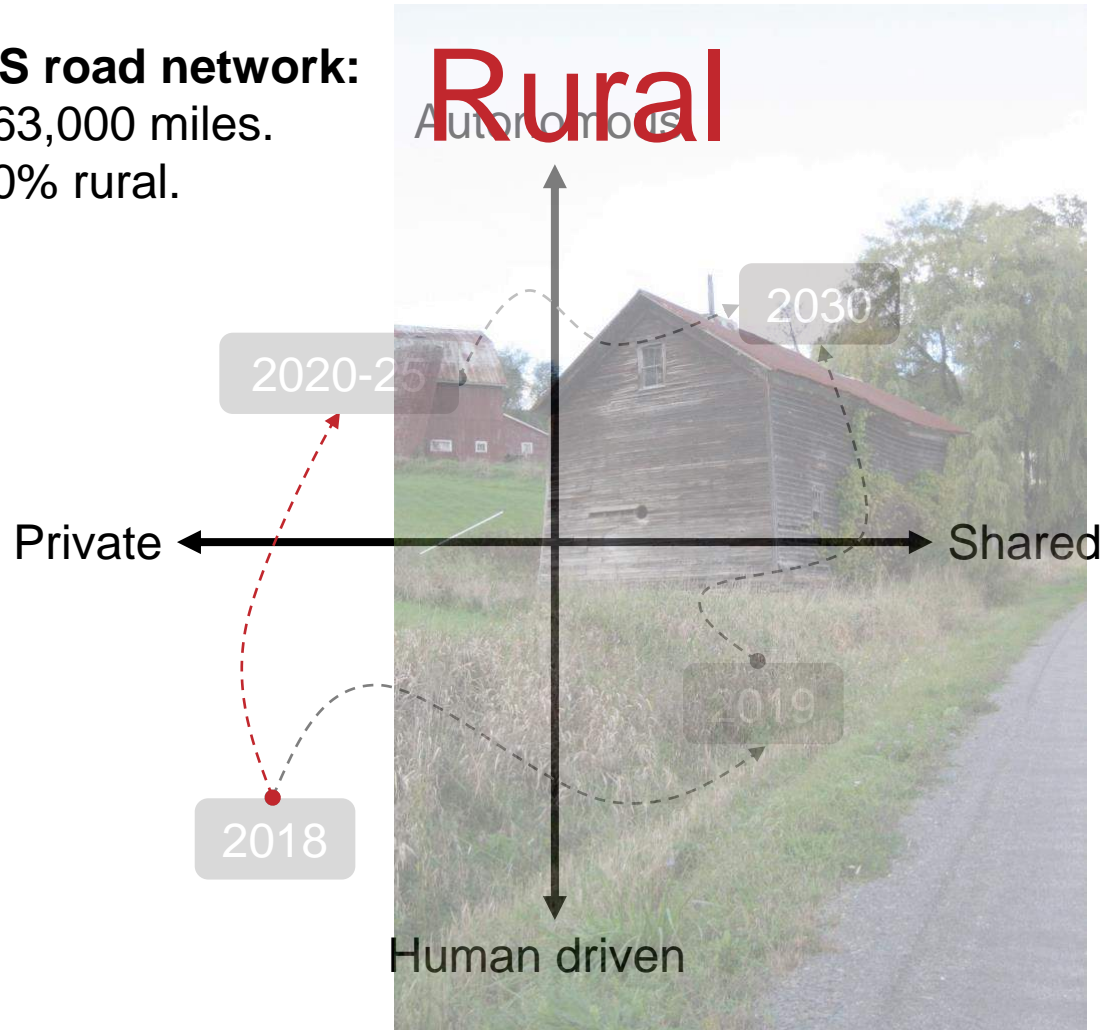 S road network:
63,000 miles.
0% rural.
Rural
Autonomous
2030
2020-25
Private
Shared
2019
2018
Human driven